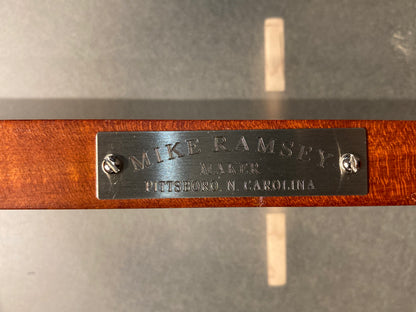 MIKE RAMSEY
MAKER
PITTSBORO, N. CAROLINA